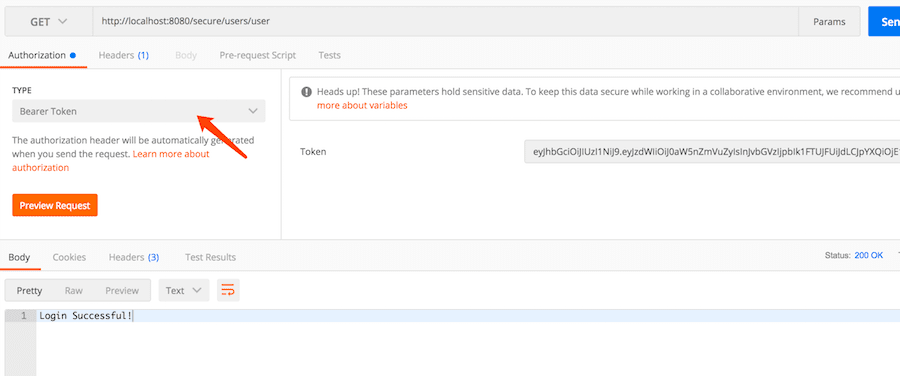 GET http://localhost:8080/secure/users/user Params
Authorization Headers (1) Body Pre-request Script Tests
TYPE
Bearer Token
The authorization header will be automatically generated
when you send the request. Learn more about
authorization
Preview Request
Heads up! These parameters hold sensitive data. To keep this data secure while working in a collaborative environment, we recommend
more about variables
Token
Body Cookies Headers (3) Test Results Status: 200 OK
Pretty Raw Preview Text
1 Login Successful!